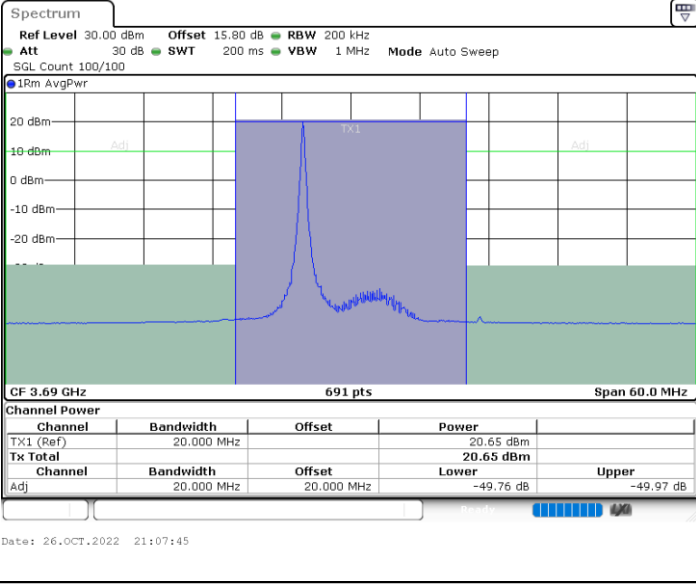 Spectrum
Ref Level 30.00 dBm Offset 15.80 dB RBW 200 kHz
Att 30 dB SWT 200 ms VBW 1 MHz Mode Auto Sweep
SGL Count 100/100
1Rm AvgPwr
20 dBm
TX1
Adj
Adj
10 dBm
0 dBm
-10 dBm
-20 dBm
CF 3.69 GHz 691 pts Span 60.0 MHz
Channel Power
Channel Bandwidth Offset Power
TX1 (Ref) 20.000 MHz 20.65 dBm
Tx Total 20.65 dBm
Channel Bandwidth Offset Lower Upper
Adj 20.000 MHz 20.000 MHz -49.76 dB -49.97 dB
Ready
Date: 26.OCT.2022 21:07:45